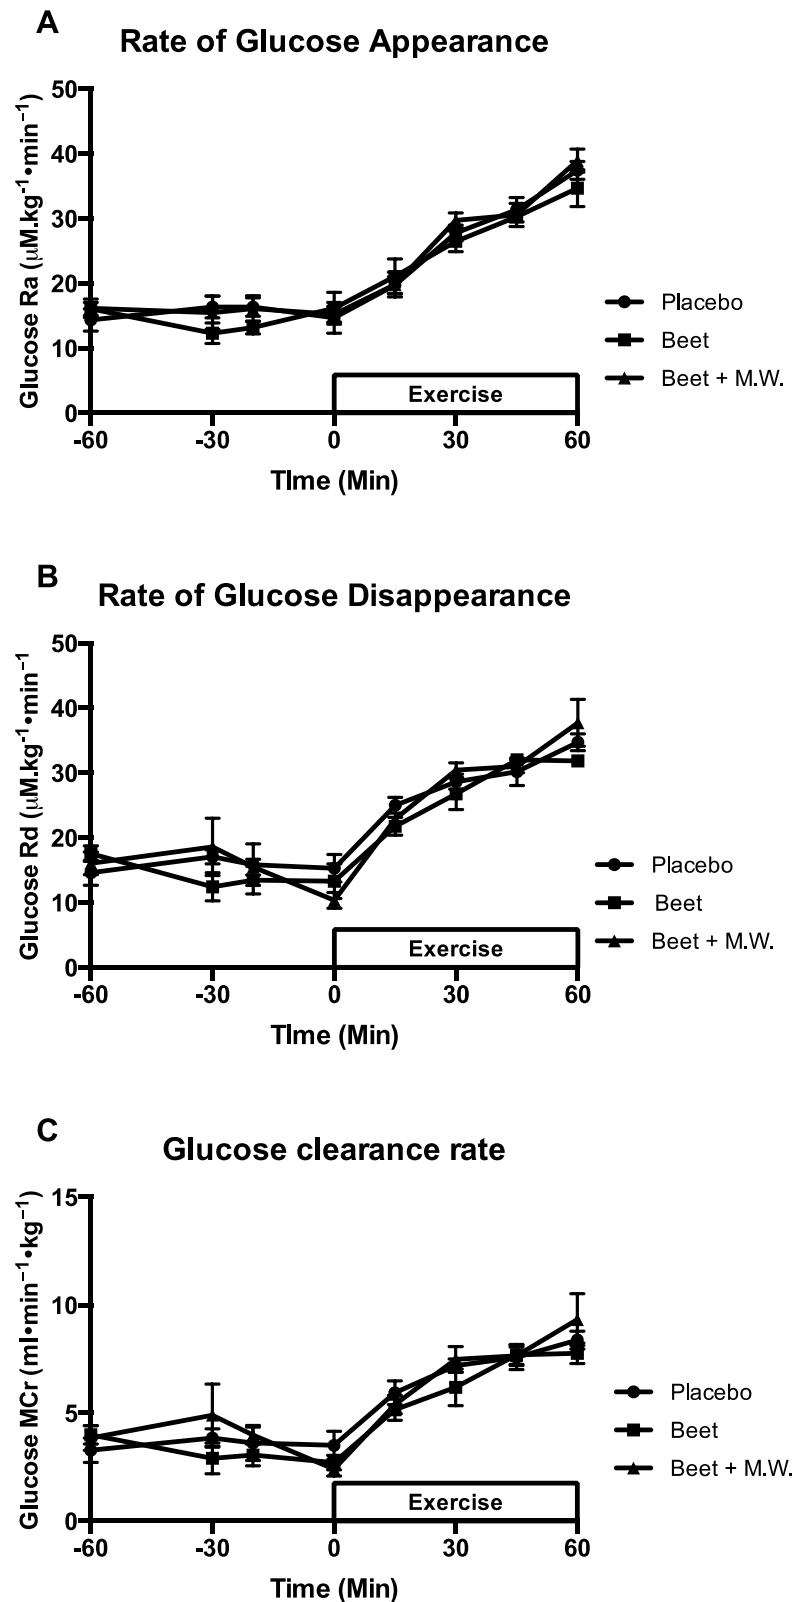 A
Rate of Glucose Appearance
Glucose Ra (μM.kg⁻¹•min⁻¹)
50
40
30
20
10
0
Exercise
-60
-30
0
30
60
TIme (Min)
Placebo
Beet
Beet + M.W.
B
Rate of Glucose Disappearance
Glucose Rd (μM.kg⁻¹•min⁻¹
50
40
30
20
10
0
Exercise
-60
-30
0
30
60
TIme (Min)
Placebo
Beet
Beet + M.W.
C
Glucose clearance rate
Glucose MCr (ml•min⁻¹•kg⁻¹)
15
10
5
0
Exercise
-60
-30
0
30
60
Time (Min)
Placebo
Beet
Beet + M.W.